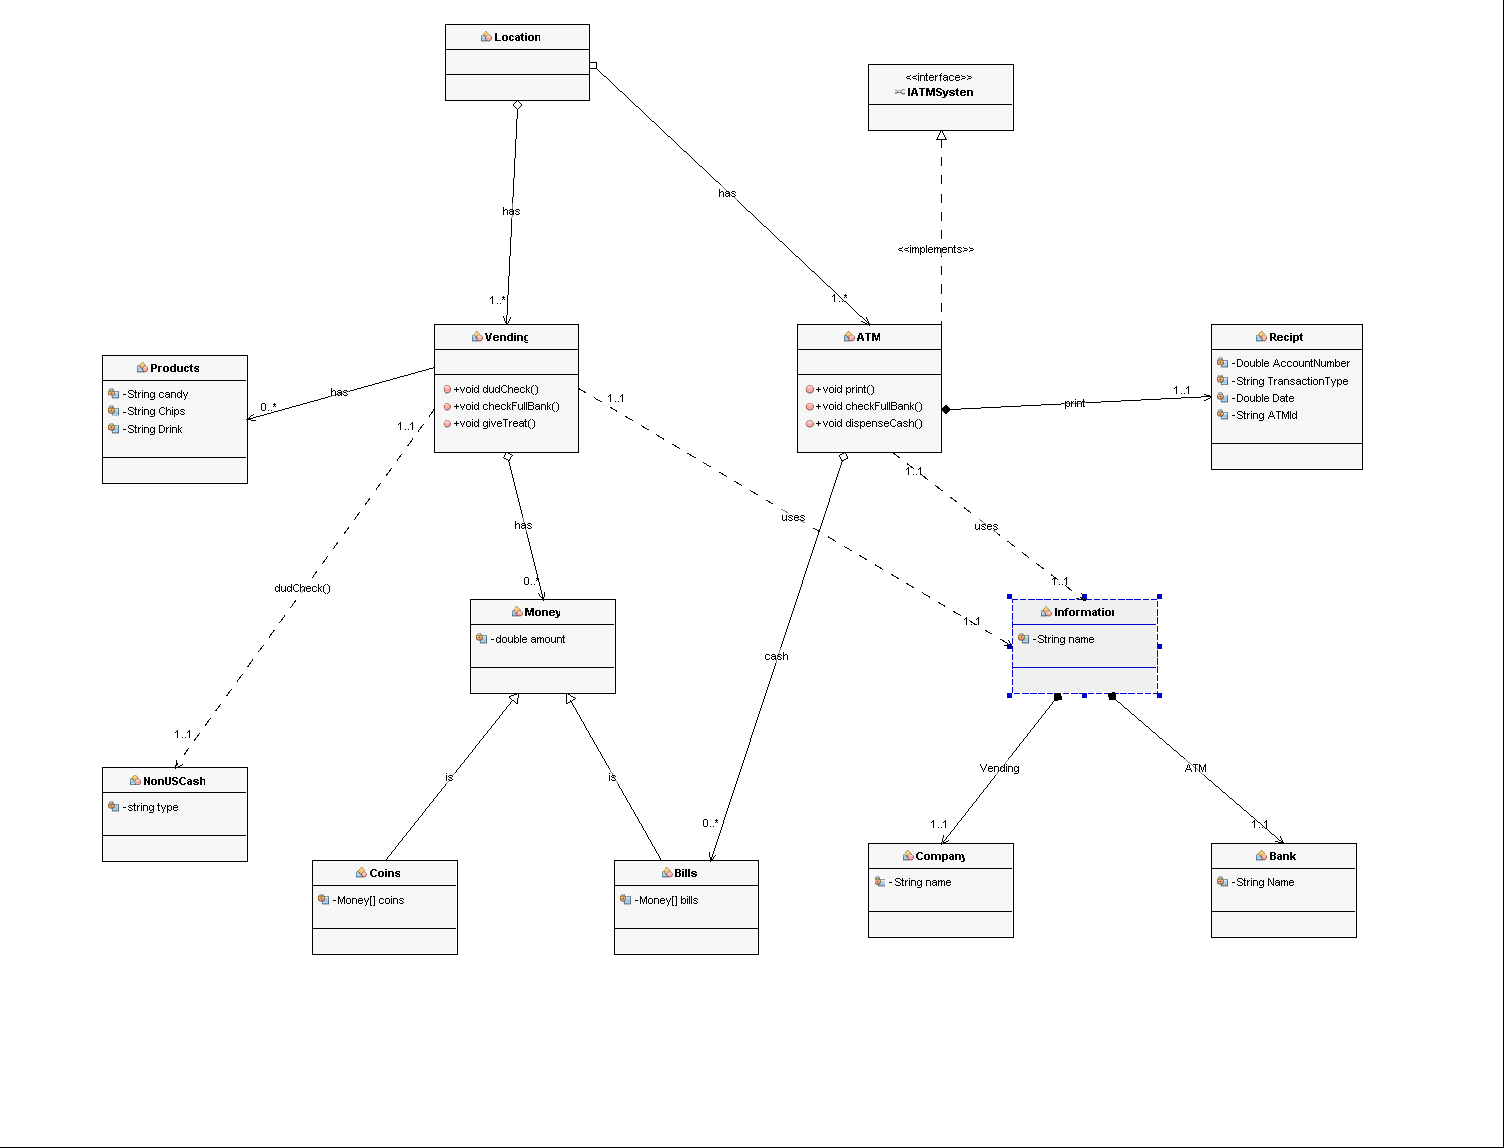 Location
<<interface>>
IATMSysten
has
has
<<implements>>
1..*
1..*
Vending
+void dudCheck()
+void checkFullBank()
+void giveTreat()
ATM
+void print()
+void checkFullBank()
+void dispenseCash()
Recipt
-Double AccountNumber
-String TransactionType
-Double Date
-String ATMId
Products
-String candy
-String Chips
-String Drink
has
0..*
1..1
1..1
print
1..1
1..1
uses
has
uses
dudCheck()
0..*
1..1
1..1
Money
-double amount
Information
-String name
cash
1..1
NonUSCash
-string type
is
is
Vending
ATM
0..*
1..1
1..1
Coins
-Money[] coins
Bills
-Money[] bills
Company
- String name
Bank
-String Name